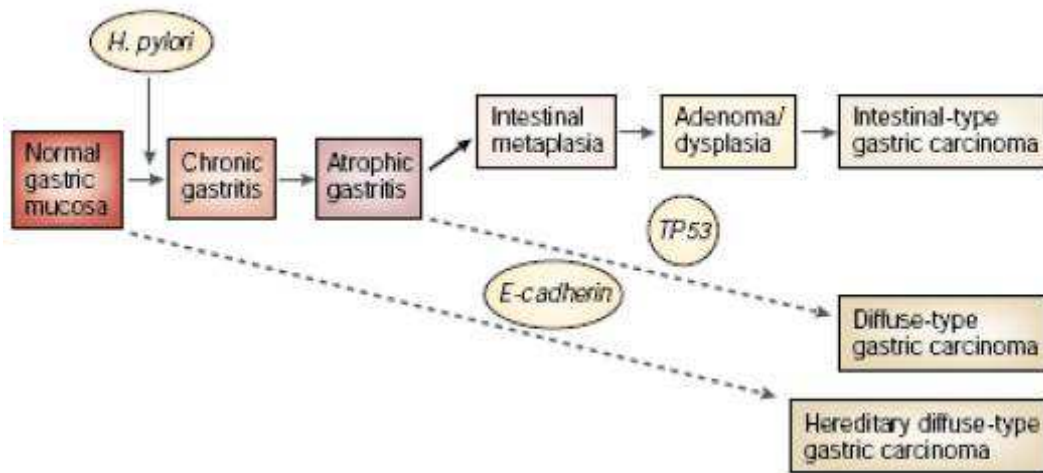 H. pylori
Normal
gastric
mucosa
Chronic
gastritis
Atrophic
gastritis
Intestinal
metaplasia
Adenoma/
dysplasia
Intestinal-type
gastric carcinoma
TP53
E-cadherin
Diffuse-type
gastric carcinoma
Hereditary diffuse-type
gastric carcinoma